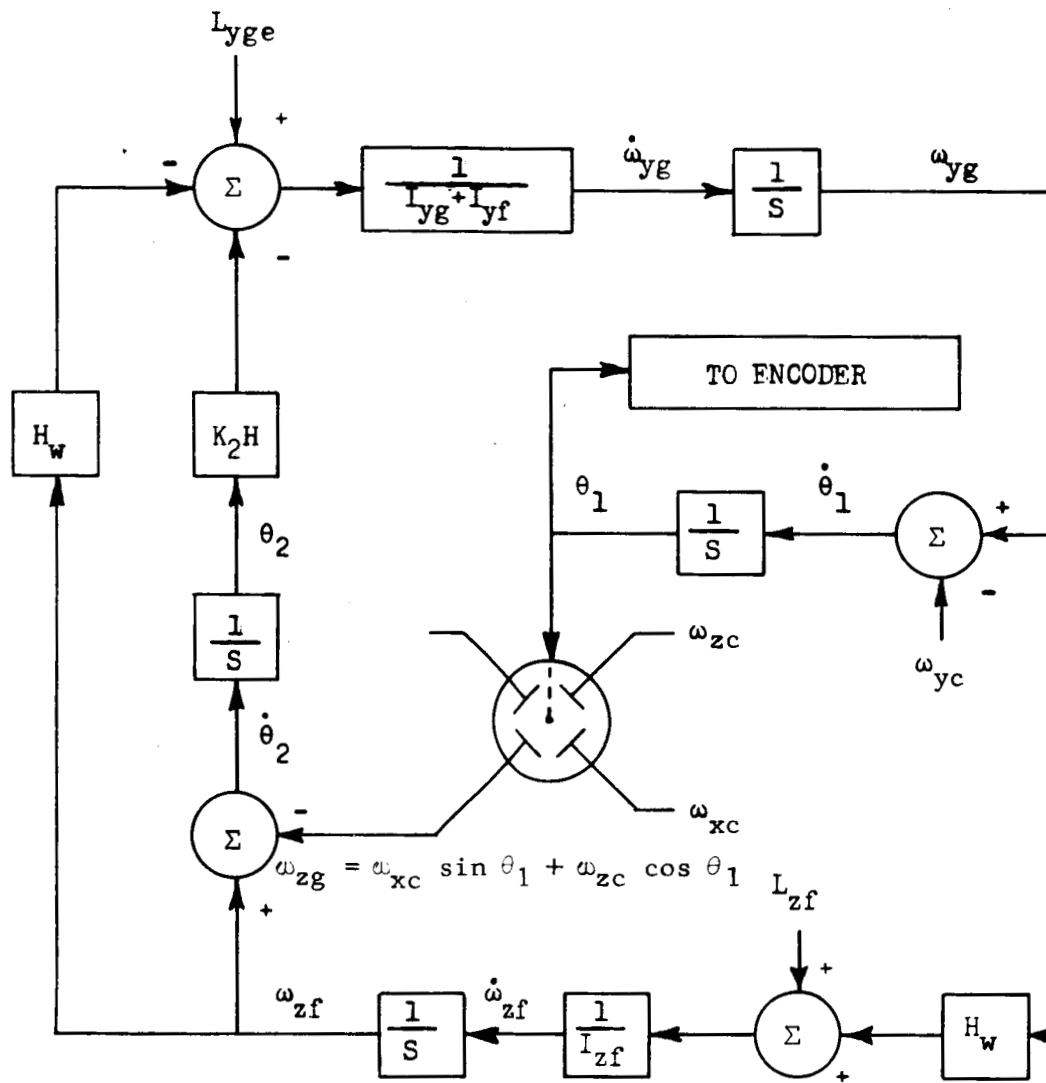 L_yge
+
-
Σ
1
I_yg + I_yf
ω̇_yg
1
S
ω_yg
-
H_w
K_2H
TO ENCODER
θ_1
1
S
θ̇_1
+
Σ
-
ω_yc
θ_2
1
S
θ̇_2
ω_zc
ω_xc
-
Σ
ω_zg = ω_xc sin θ_1 + ω_zc cos θ_1
+
L_zf
+
ω_zf
1
S
ω̇_zf
1
I_zf
Σ
+
H_w